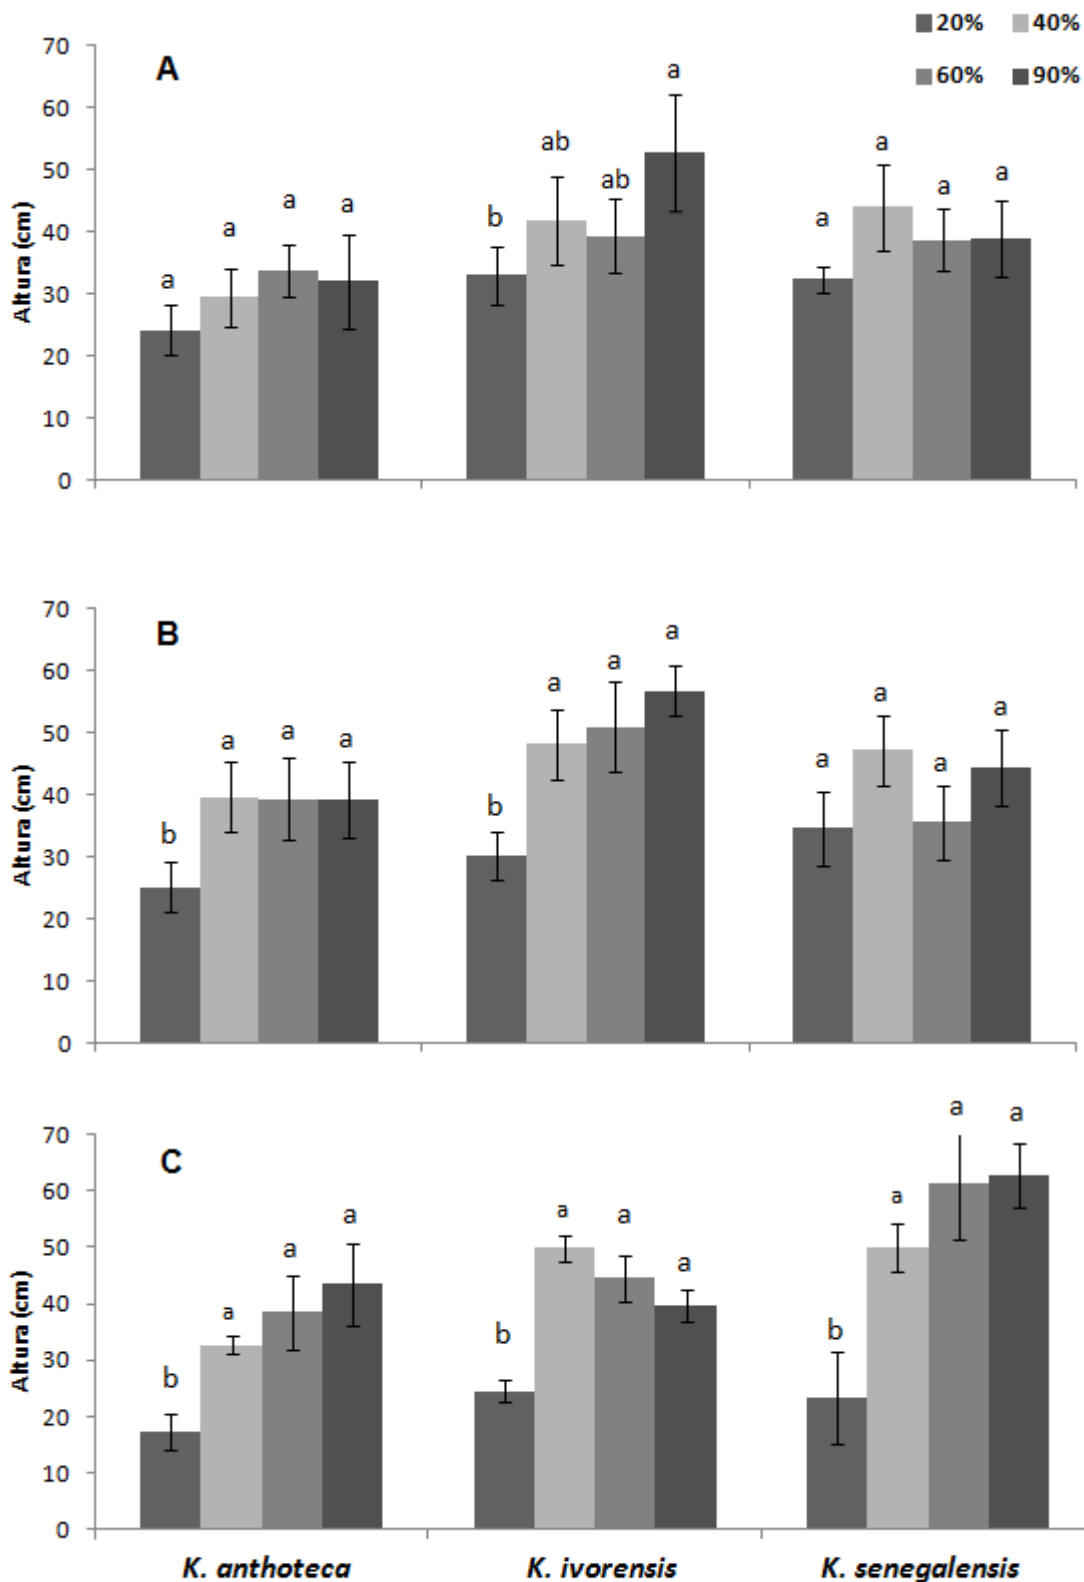 20% 40%
60% 90%
A
Altura (cm)
70
60
50
40
30
20
10
0
a a a a b ab ab a a a a a
B
Altura (cm)
70
60
50
40
30
20
10
0
b a a a b a a a a a a a
C
Altura (cm)
70
60
50
40
30
20
10
0
b a a a b a a a b a a a
K. anthoteca K. ivorensis K. senegalensis